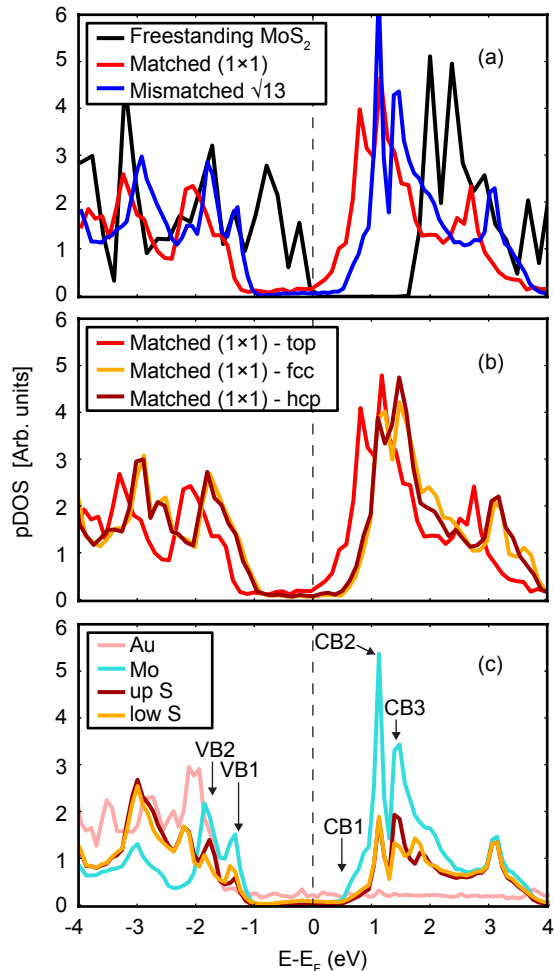 6
5
4
3
2
1
0
Freestanding MoS₂
Matched (1×1)
Mismatched √13
(a)
6
5
4
3
2
1
0
Matched (1×1) - top
Matched (1×1) - fcc
Matched (1×1) - hcp
(b)
pDOS [Arb. units]
6
5
4
3
2
1
0
Au
Mo
up S
low S
(c)
CB2
CB3
VB2
VB1
CB1
-4 -3 -2 -1 0 1 2 3 4
E-E_F (eV)